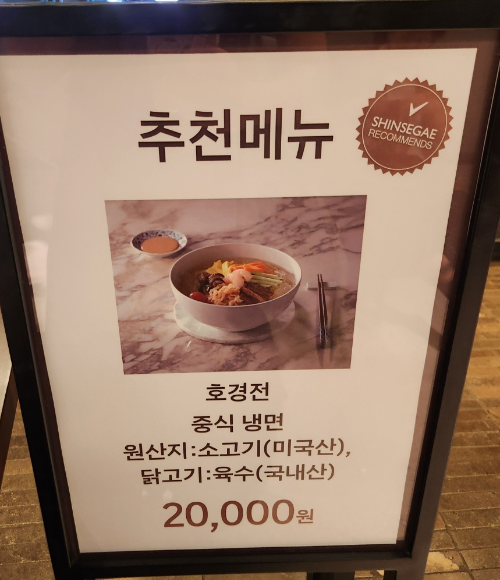 추천메뉴
SHINSEGAE
RECOMMENDS
호경전
중식 냉면
원산지:소고기(미국산),
닭고기:육수(국내산)
20,000원